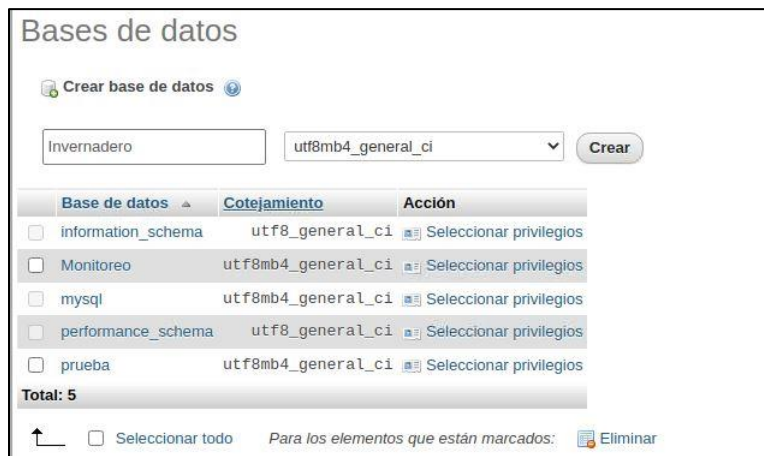 Bases de datos
Crear base de datos
Invernadero utf8mb4_general_ci Crear
Base de datos Cotejamiento Acción
information_schema utf8_general_ci Seleccionar privilegios
Monitoreo utf8mb4_general_ci Seleccionar privilegios
mysql utf8mb4_general_ci Seleccionar privilegios
performance_schema utf8_general_ci Seleccionar privilegios
prueba utf8mb4_general_ci Seleccionar privilegios
Total: 5
Seleccionar todo Para los elementos que están marcados: Eliminar